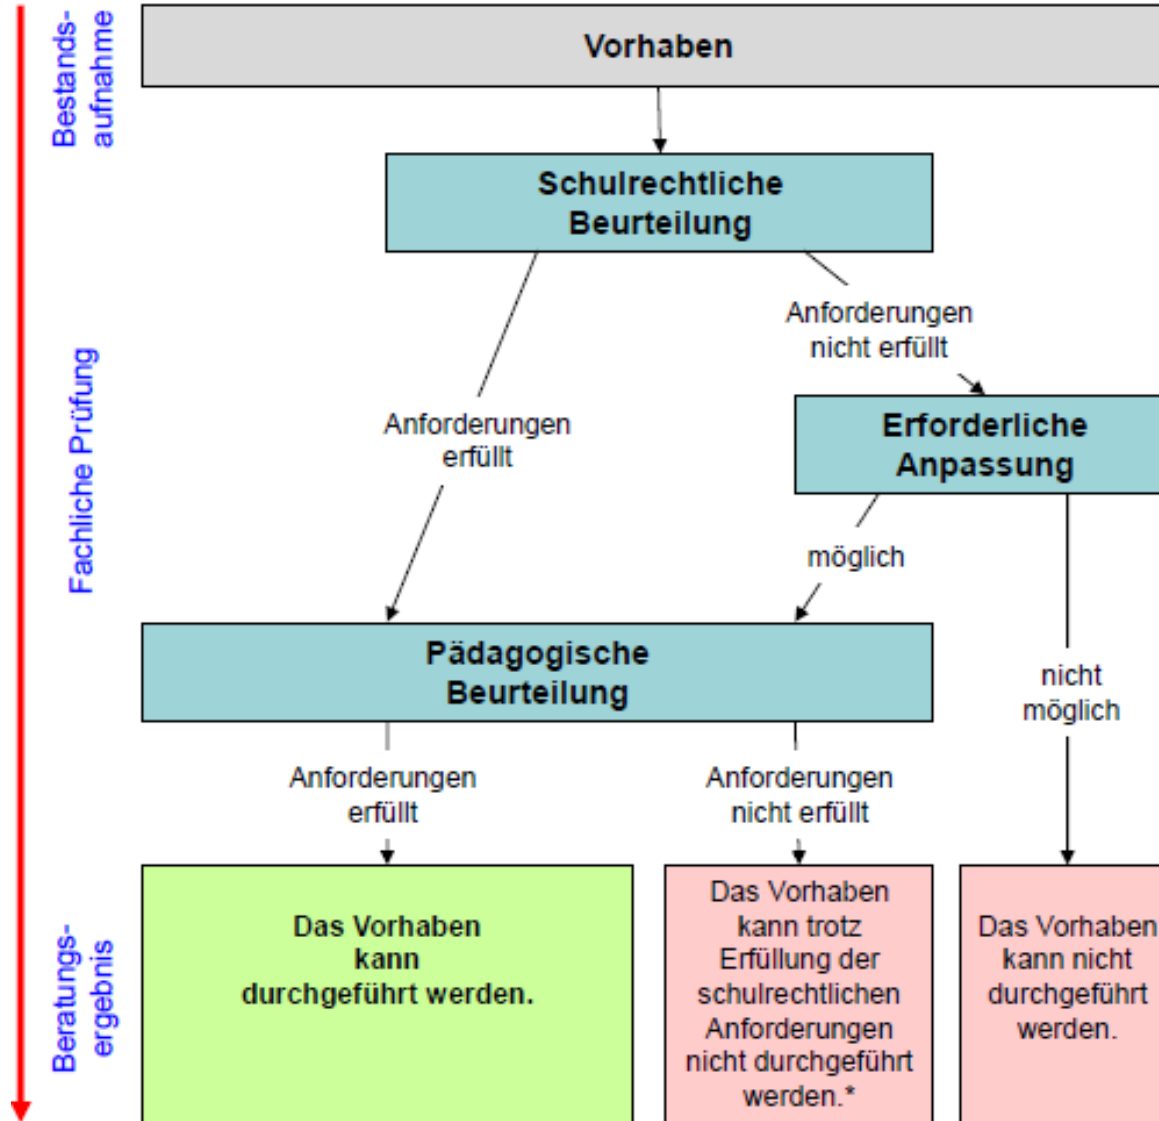 Bestands-
aufnahme
Vorhaben
Schulrechtliche
Beurteilung
Anforderungen
nicht erfüllt
Fachliche Prüfung
Anforderungen
erfüllt
Erforderliche
Anpassung
möglich
Pädagogische
Beurteilung
nicht
möglich
Anforderungen
erfüllt
Anforderungen
nicht erfüllt
Beratungs-
ergebnis
Das Vorhaben
kann
durchgeführt werden.
Das Vorhaben
kann trotz
Erfüllung der
schulrechtlichen
Anforderungen
nicht durchgeführt
werden.*
Das Vorhaben
kann nicht
durchgeführt
werden.